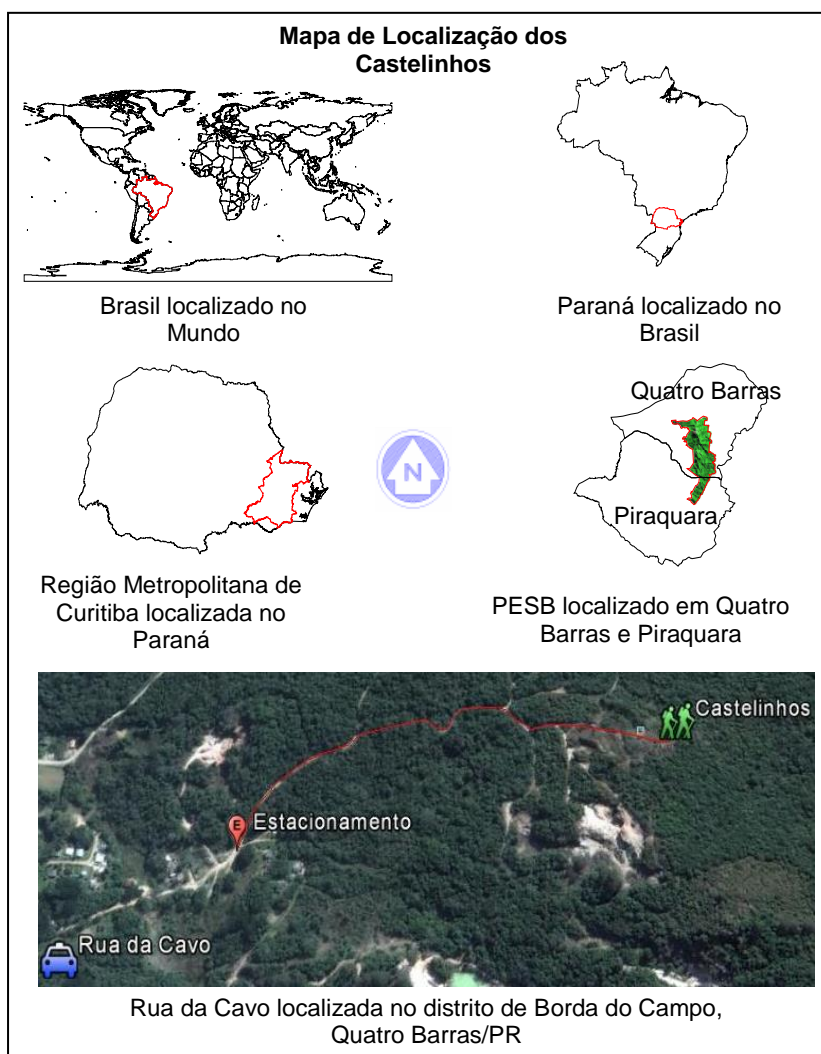 Mapa de Localização dos
Castelinhos
Brasil localizado no
Mundo
Paraná localizado no
Brasil
N
Quatro Barras
Piraquara
Região Metropolitana de
Curitiba localizada no
Paraná
PESB localizado em Quatro
Barras e Piraquara
Castelinhos
E
Estacionamento
Rua da Cavo
Rua da Cavo localizada no distrito de Borda do Campo,
Quatro Barras/PR